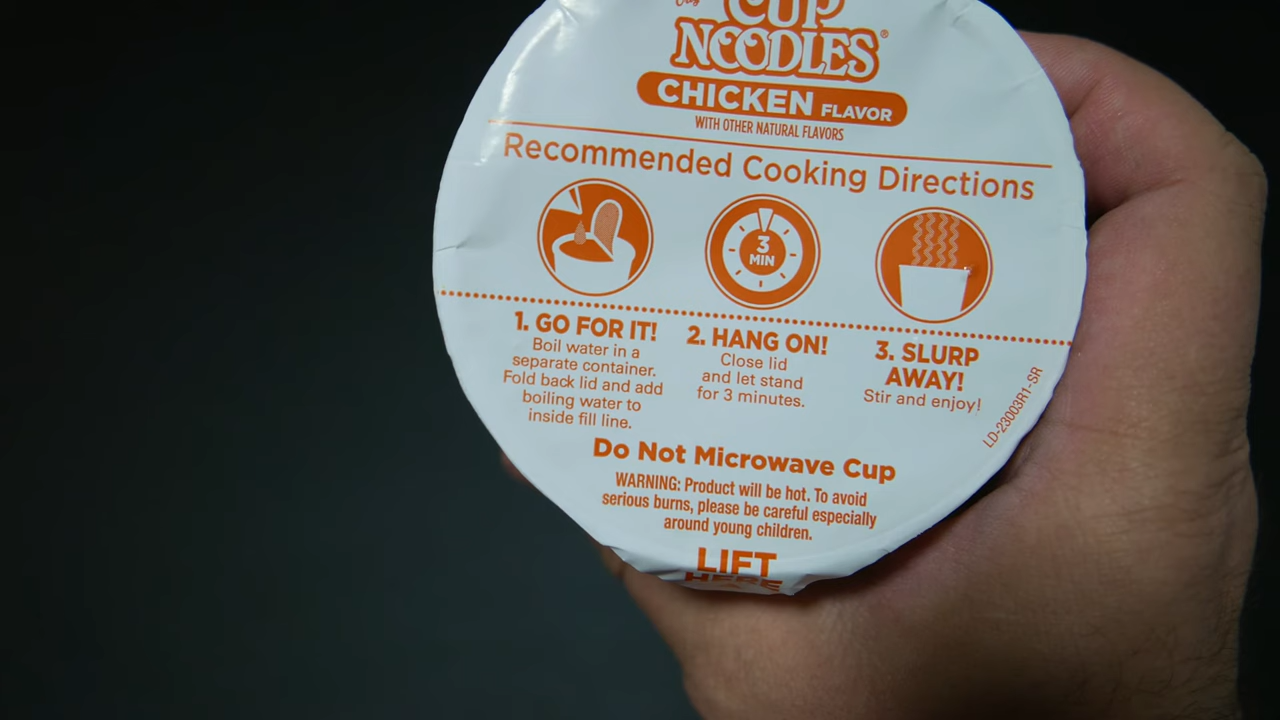 CUP
NOODLES®
CHICKEN FLAVOR
WITH OTHER NATURAL FLAVORS
Recommended Cooking Directions
3
MIN
1. GO FOR IT!
Boil water in a
separate container.
Fold back lid and add
boiling water to
inside fill line.
2. HANG ON!
Close lid
and let stand
for 3 minutes.
3. SLURP
AWAY!
Stir and enjoy!
LD-23003R1-SR
Do Not Microwave Cup
WARNING: Product will be hot. To avoid
serious burns, please be careful especially
around young children.
LIFT
HERE